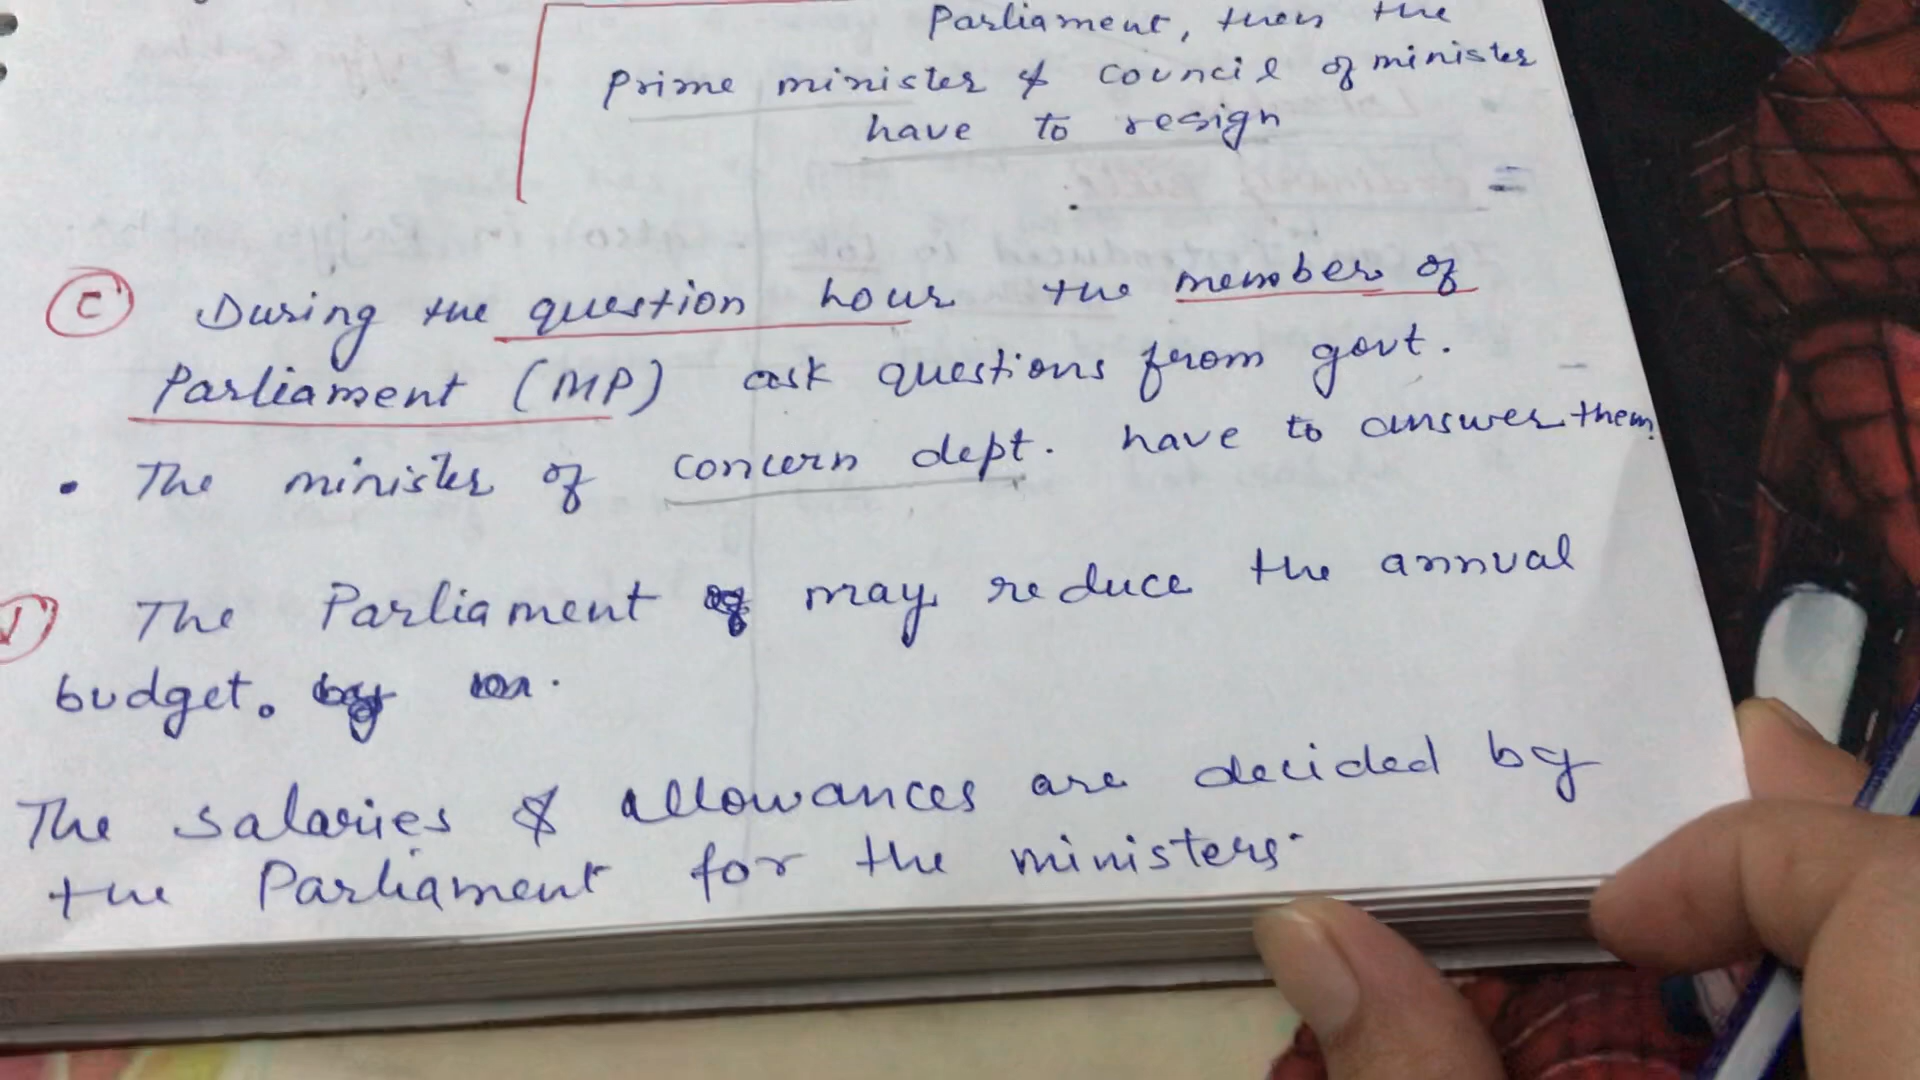 Parliament, then the
Prime minister & council of minister
have to resign
(C) During the question hour the member of
Parliament (MP) ask questions from govt.
• The minister of concern dept. have to answer them.
The Parliament may reduce the annual
budget.
The salaries & allowances are decided by
the Parliament for the ministers.